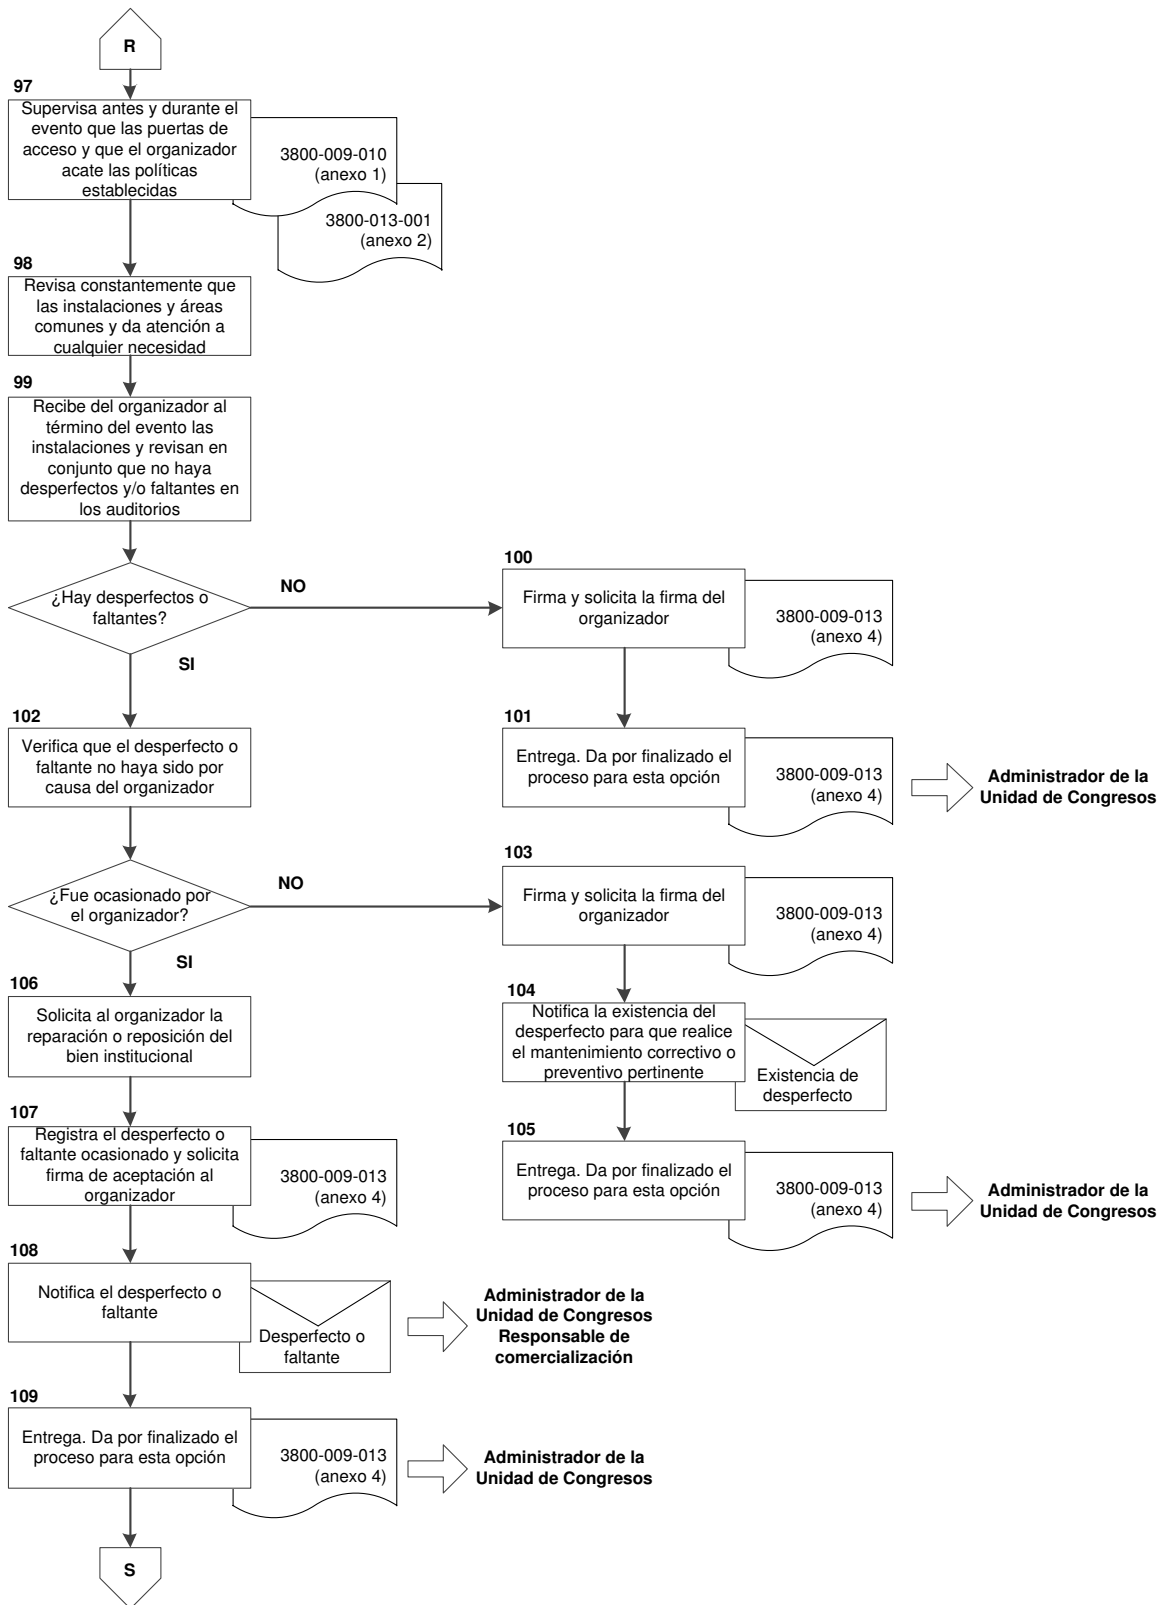 R
97
Supervisa antes y durante el
evento que las puertas de
acceso y que el organizador
acate las políticas
establecidas
3800-009-010
(anexo 1)
3800-013-001
(anexo 2)
98
Revisa constantemente que
las instalaciones y áreas
comunes y da atención a
cualquier necesidad
99
Recibe del organizador al
término del evento las
instalaciones y revisan en
conjunto que no haya
desperfectos y/o faltantes en
los auditorios
¿Hay desperfectos o
faltantes?
NO
SI
100
Firma y solicita la firma del
organizador
3800-009-013
(anexo 4)
101
Entrega. Da por finalizado el
proceso para esta opción
3800-009-013
(anexo 4)
Administrador de la
Unidad de Congresos
102
Verifica que el desperfecto o
faltante no haya sido por
causa del organizador
¿Fue ocasionado por
el organizador?
NO
SI
103
Firma y solicita la firma del
organizador
3800-009-013
(anexo 4)
104
Notifica la existencia del
desperfecto para que realice
el mantenimiento correctivo o
preventivo pertinente
Existencia de
desperfecto
105
Entrega. Da por finalizado el
proceso para esta opción
3800-009-013
(anexo 4)
Administrador de la
Unidad de Congresos
106
Solicita al organizador la
reparación o reposición del
bien institucional
107
Registra el desperfecto o
faltante ocasionado y solicita
firma de aceptación al
organizador
3800-009-013
(anexo 4)
108
Notifica el desperfecto o
faltante
Desperfecto o
faltante
Administrador de la
Unidad de Congresos
Responsable de
comercialización
109
Entrega. Da por finalizado el
proceso para esta opción
3800-009-013
(anexo 4)
Administrador de la
Unidad de Congresos
S